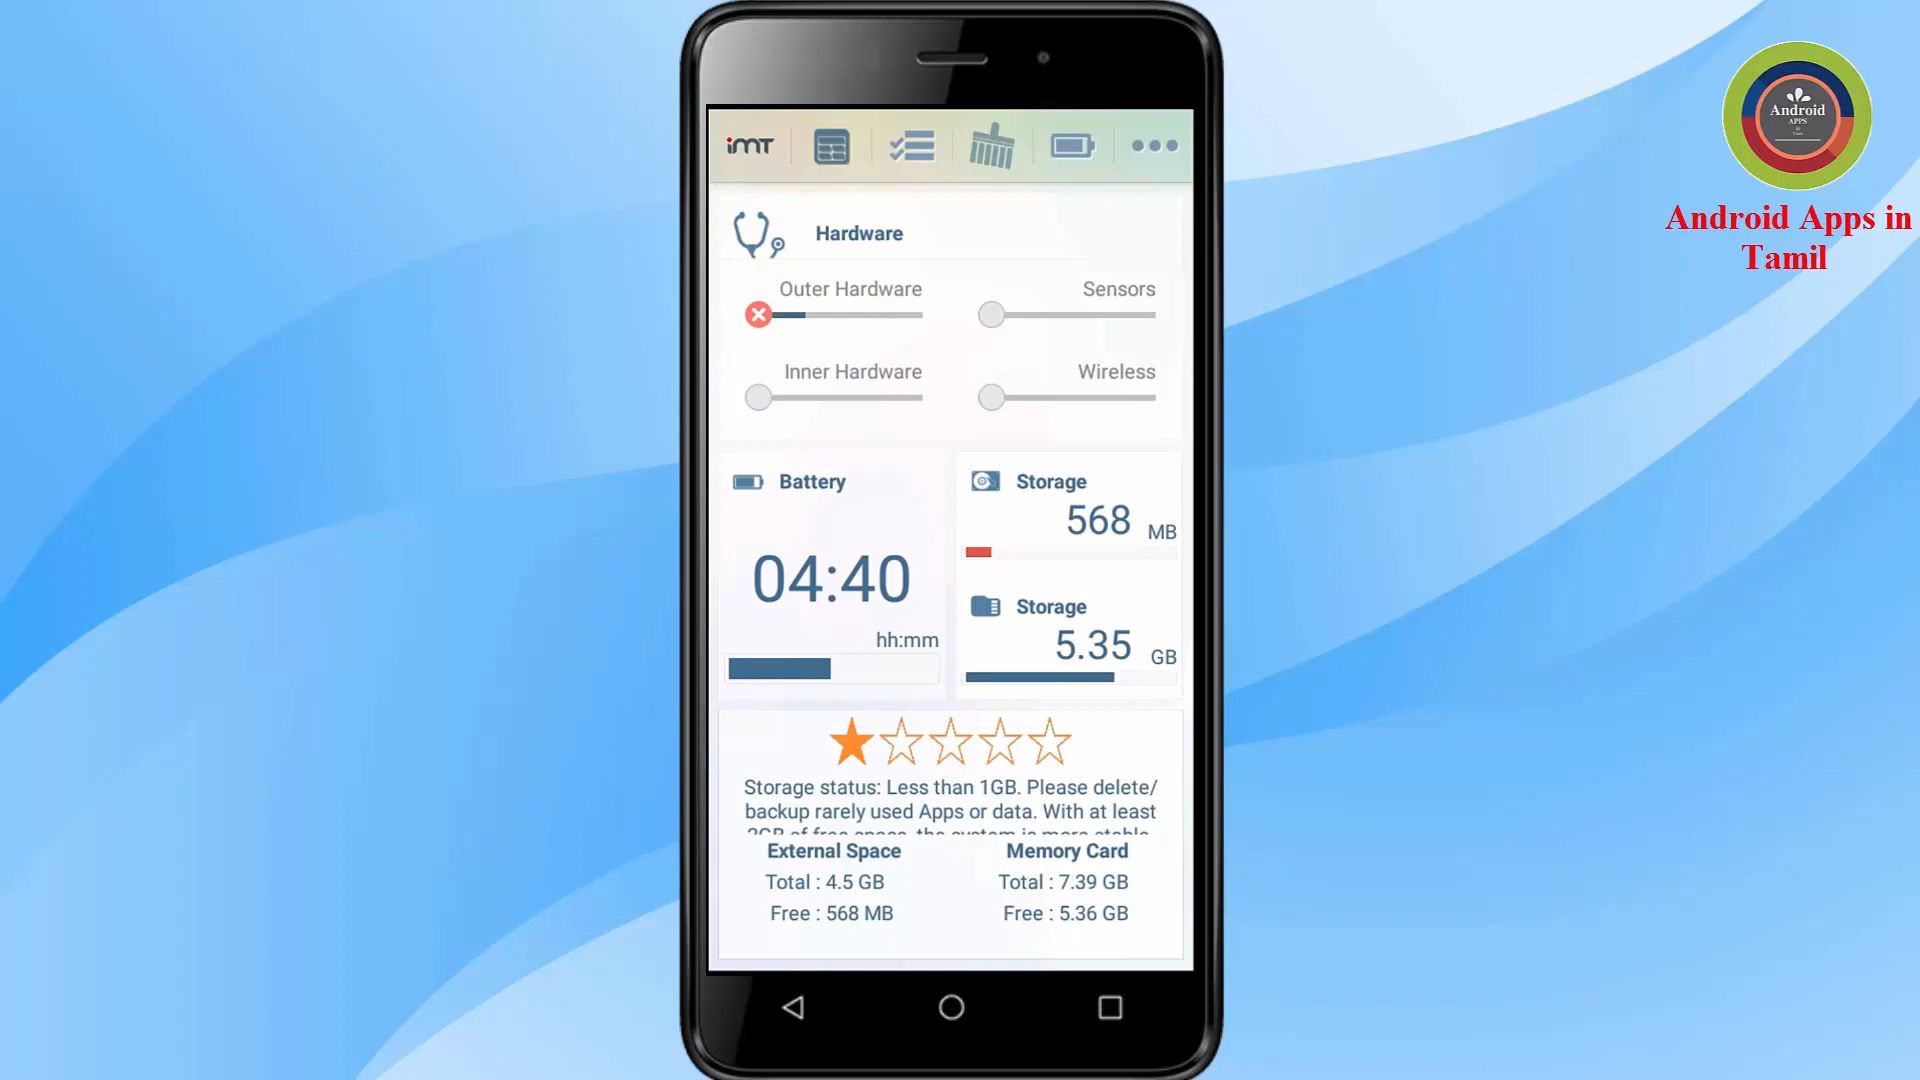 iMT
Hardware
Outer Hardware
Sensors
Inner Hardware
Wireless
Battery
04:40
hh:mm
Storage
568 MB
Storage
5.35 GB
Storage status: Less than 1GB. Please delete/
backup rarely used Apps or data. With at least
External Space
Total : 4.5 GB
Free : 568 MB
Memory Card
Total : 7.39 GB
Free : 5.36 GB
Android
APPS
Android Apps in
Tamil